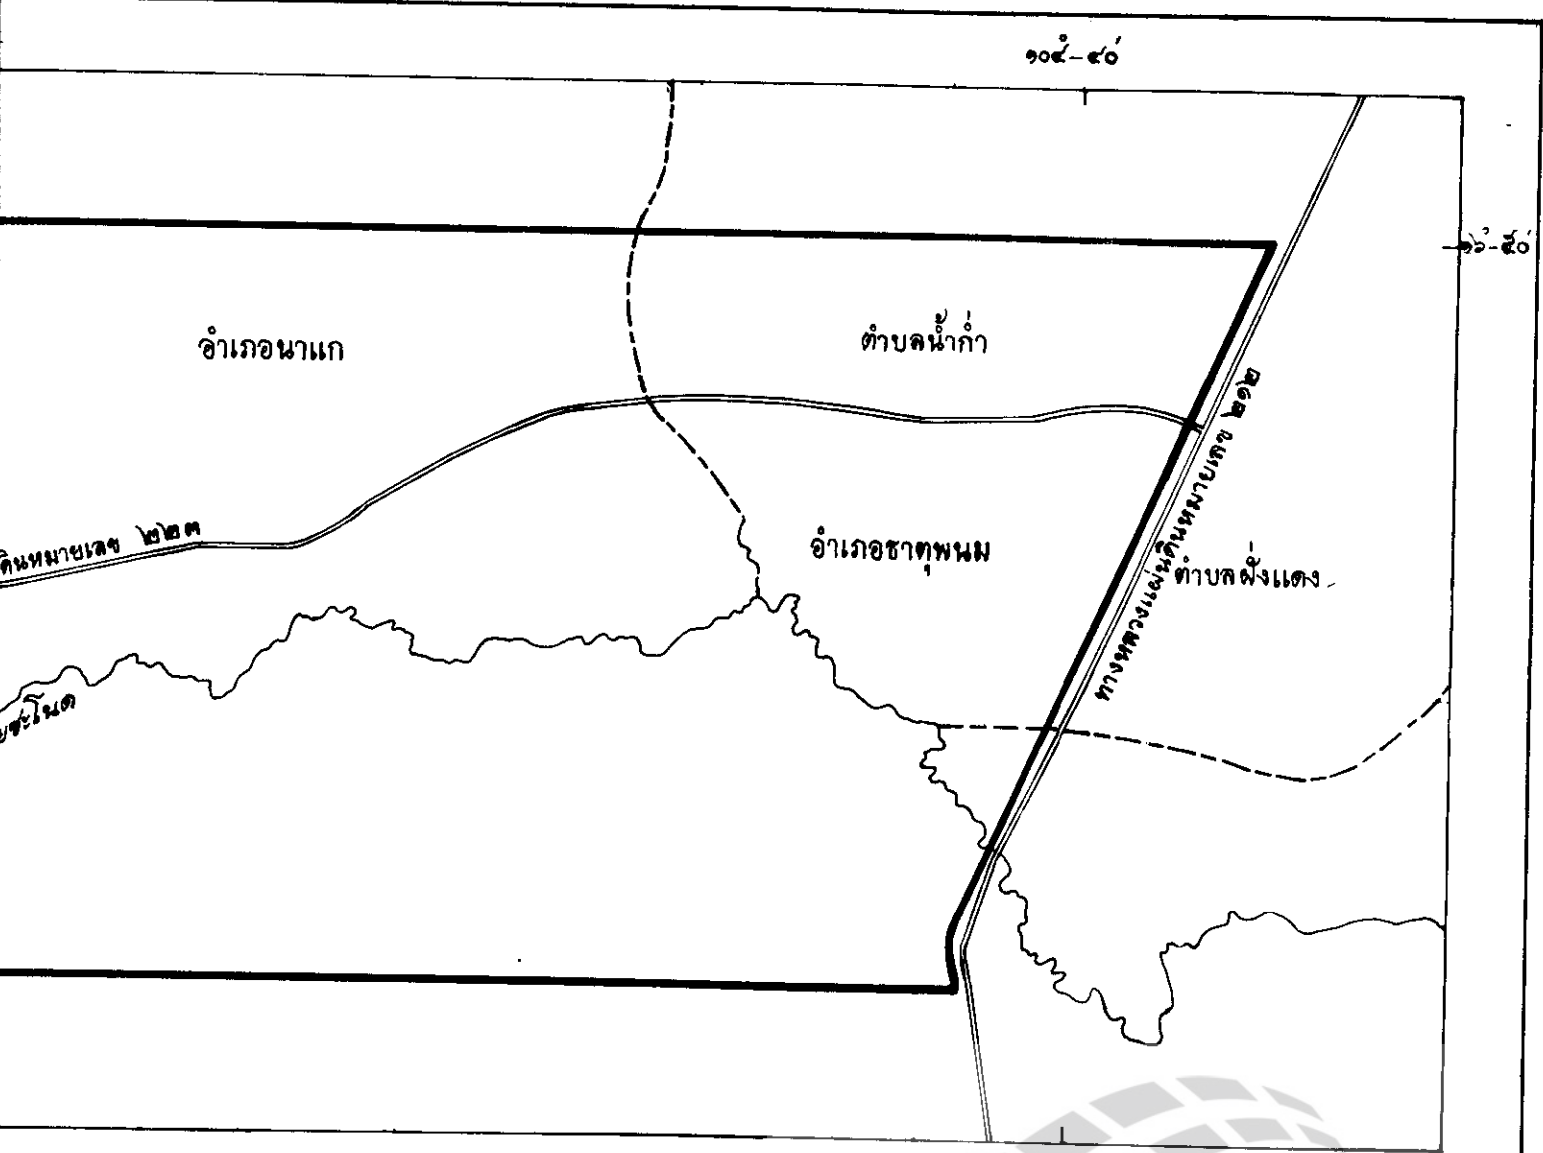 ๑๐๔°-๔๐'
๑๖°-๕๐'
อำเภอนาแก
ตำบลน้ำก่ำ
ทางหลวงแผ่นดินหมายเลข ๒๑๒
ดินหมายเลข ๒๒๓
อำเภอธาตุพนม
ตำบลฝั่งแดง
ยชะโนด